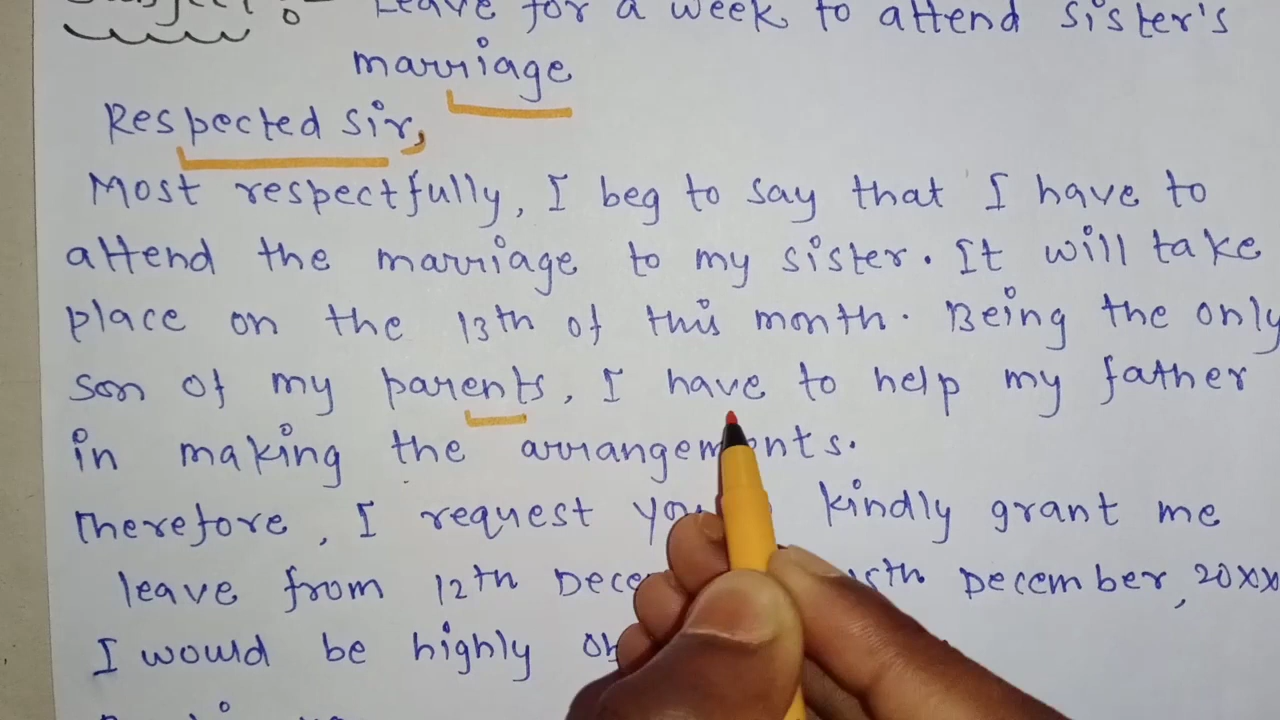 Leave for a week to attend sister's
marriage
Respected Sir,
Most respectfully, I beg to say that I have to
attend the marriage to my sister. It will take
place on the 13th of this month. Being the only
son of my parents, I have to help my father
in making the arrangements.
Therefore, I request you kindly grant me
leave from 12th December, 20xx
I would be highly